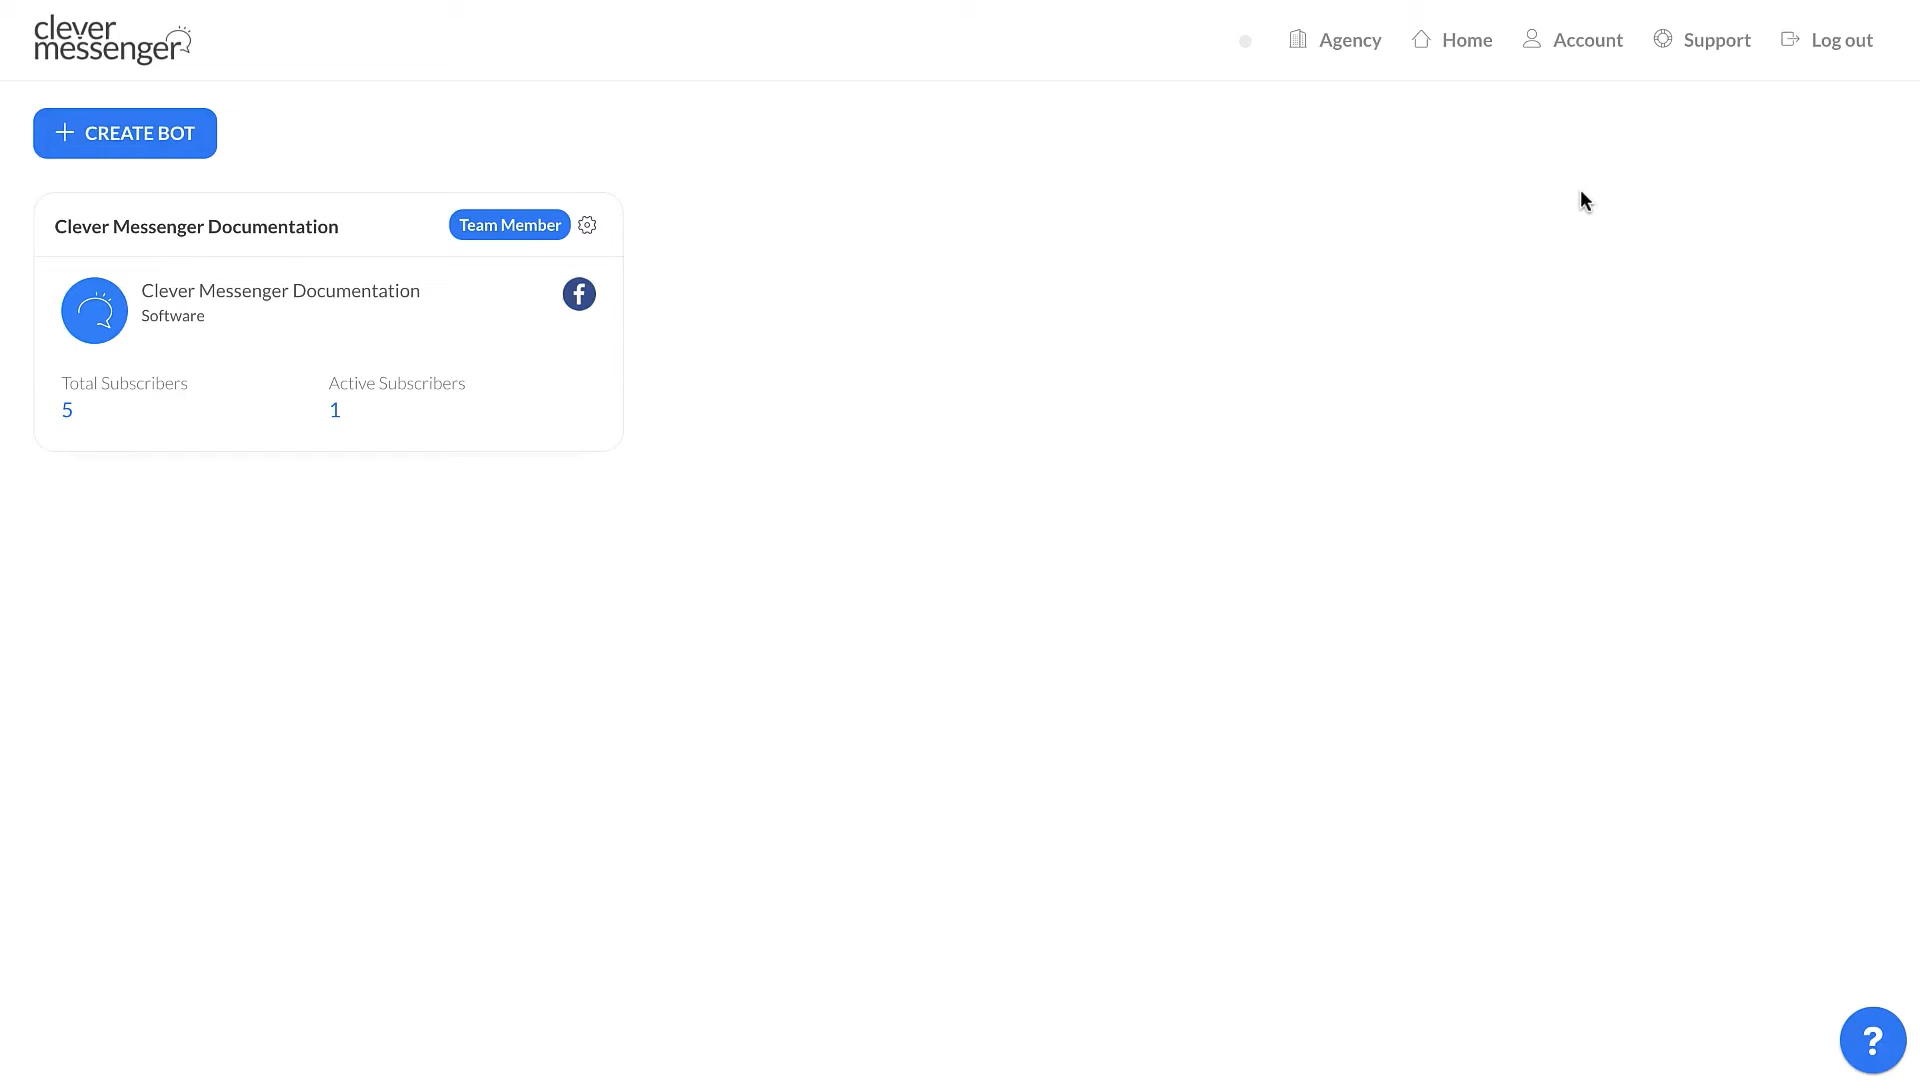 clever
messenger
Agency
Home
Account
Support
Log out
CREATE BOT
Clever Messenger Documentation
Team Member
Clever Messenger Documentation
Software
Total Subscribers
Active Subscribers
5
1
?